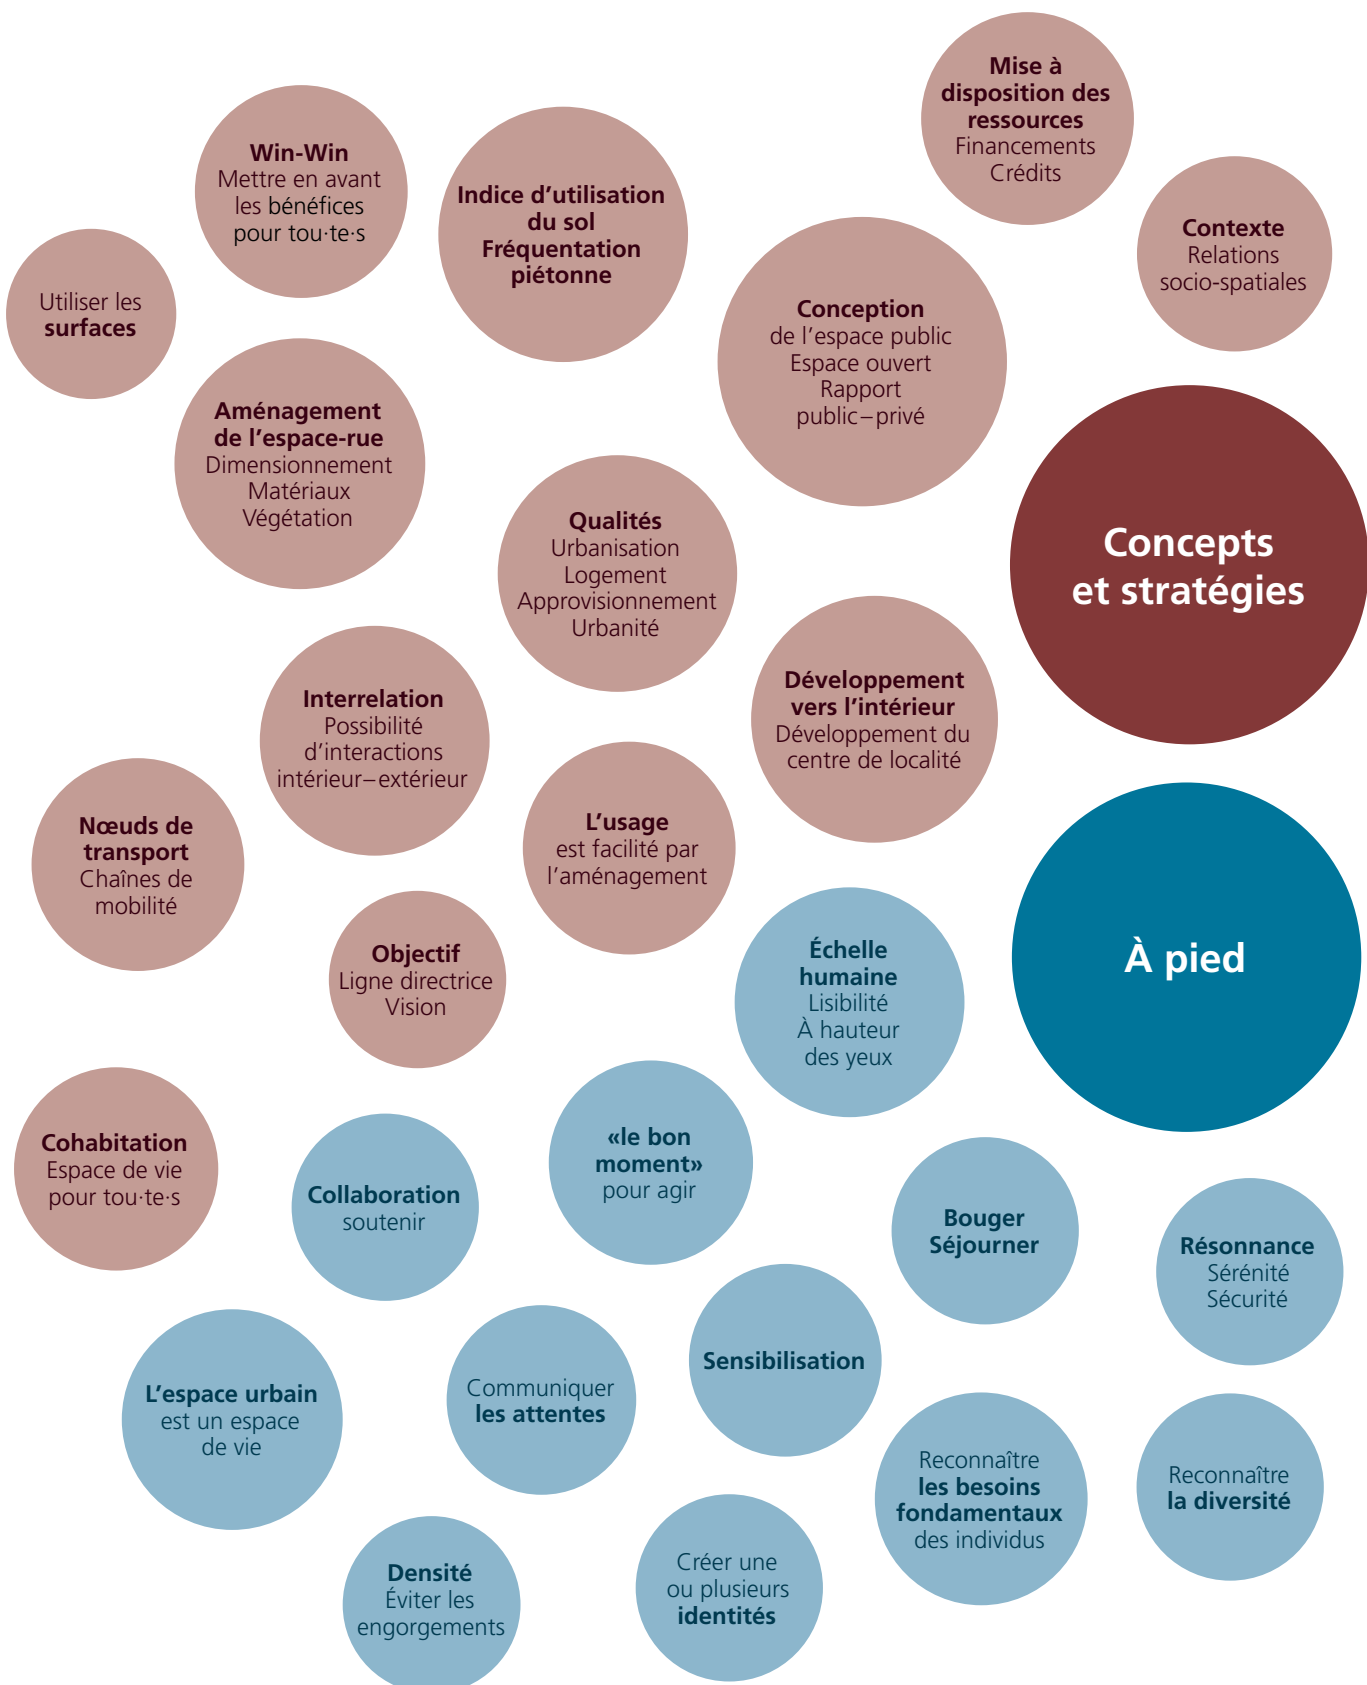 Mise à
disposition des
ressources
Financements
Crédits
Win-Win
Mettre en avant
les bénéfices
pour tou·te·s
Indice d’utilisation
du sol
Fréquentation
piétonne
Contexte
Relations
socio-spatiales
Utiliser les
surfaces
Conception
de l’espace public
Espace ouvert
Rapport
public–privé
Aménagement
de l’espace-rue
Dimensionnement
Matériaux
Végétation
Qualités
Urbanisation
Logement
Approvisionnement
Urbanité
Concepts
et stratégies
Interrelation
Possibilité
d’interactions
intérieur–extérieur
Développement
vers l’intérieur
Développement du
centre de localité
Nœuds de
transport
Chaînes de
mobilité
L’usage
est facilité par
l’aménagement
Objectif
Ligne directrice
Vision
Échelle
humaine
Lisibilité
À hauteur
des yeux
À pied
Cohabitation
Espace de vie
pour tou·te·s
Collaboration
soutenir
«le bon
moment»
pour agir
Bouger
Séjourner
Résonnance
Sérénité
Sécurité
L’espace urbain
est un espace
de vie
Communiquer
les attentes
Sensibilisation
Reconnaître
les besoins
fondamentaux
des individus
Reconnaître
la diversité
Densité
Éviter les
engorgements
Créer une
ou plusieurs
identités